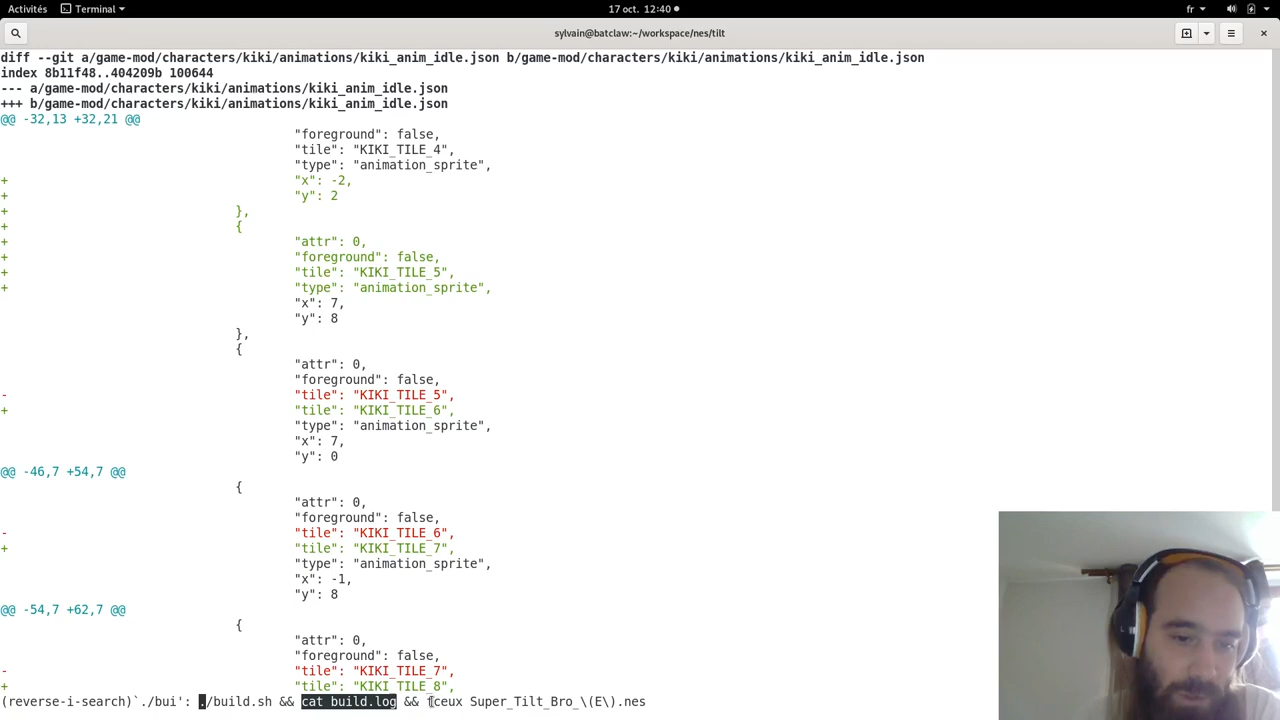 Activités Terminal 17 oct. 12:40 fr
sylvain@batclaw:~/workspace/nes/tilt
diff --git a/game-mod/characters/kiki/animations/kiki_anim_idle.json b/game-mod/characters/kiki/animations/kiki_anim_idle.json
index 8b11f48..404209b 100644
--- a/game-mod/characters/kiki/animations/kiki_anim_idle.json
+++ b/game-mod/characters/kiki/animations/kiki_anim_idle.json
@@ -32,13 +32,21 @@
"foreground": false,
"tile": "KIKI_TILE_4",
"type": "animation_sprite",
+ "x": -2,
+ "y": 2
+ },
+ {
+ "attr": 0,
+ "foreground": false,
+ "tile": "KIKI_TILE_5",
+ "type": "animation_sprite",
"x": 7,
"y": 8
},
{
"attr": 0,
"foreground": false,
- "tile": "KIKI_TILE_5",
+ "tile": "KIKI_TILE_6",
"type": "animation_sprite",
"x": 7,
"y": 0
@@ -46,7 +54,7 @@
{
"attr": 0,
"foreground": false,
- "tile": "KIKI_TILE_6",
+ "tile": "KIKI_TILE_7",
"type": "animation_sprite",
"x": -1,
"y": 8
@@ -54,7 +62,7 @@
{
"attr": 0,
"foreground": false,
- "tile": "KIKI_TILE_7",
+ "tile": "KIKI_TILE_8",
(reverse-i-search)`./bui': ./build.sh && cat build.log && fceux Super_Tilt_Bro_\(E\).nes